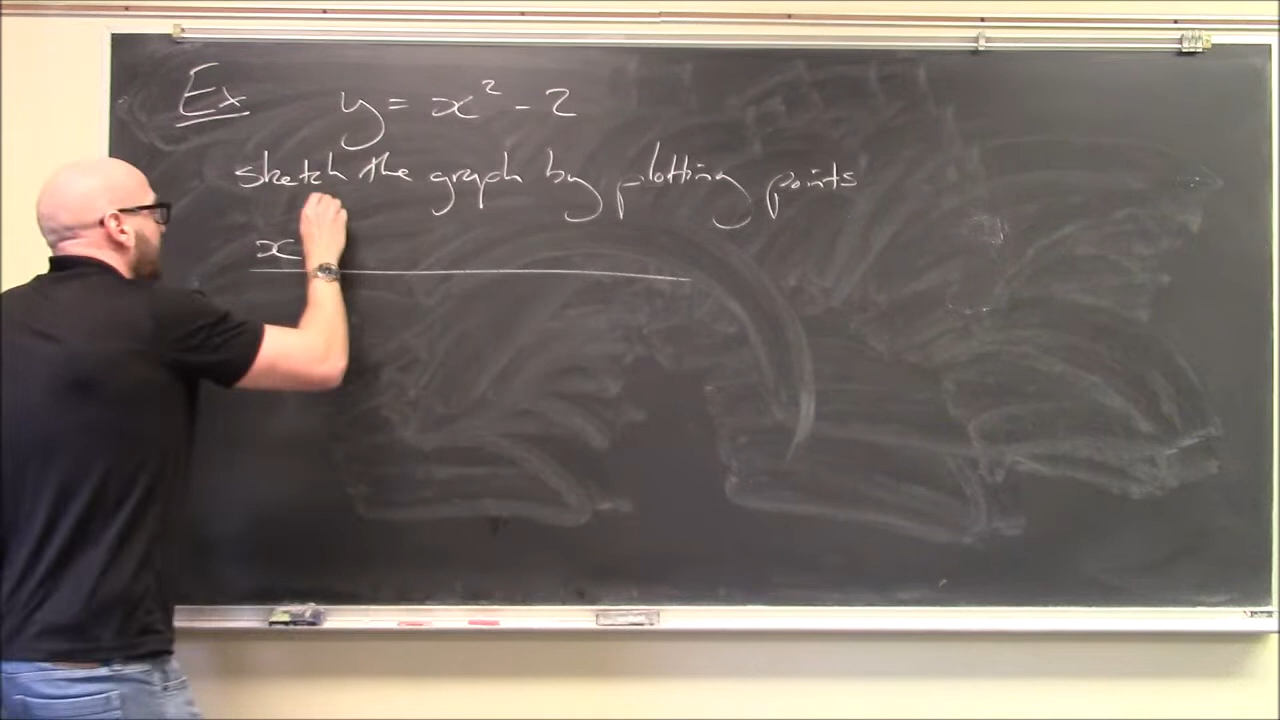 Ex y = x² - 2
sketch the graph by plotting points
x